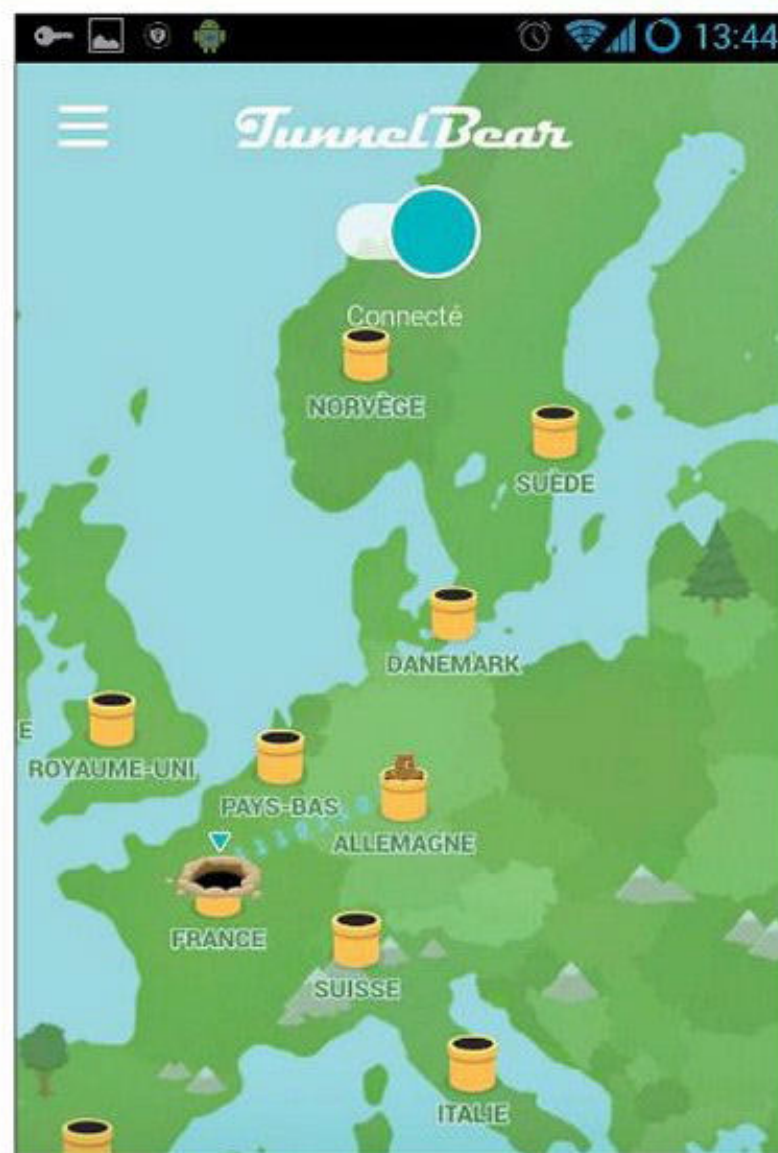 13:44
TunnelBear
Connecté
NORVÈGE
SUÈDE
DANEMARK
E
ROYAUME-UNI
PAYS-BAS
ALLEMAGNE
FRANCE
SUISSE
ITALIE